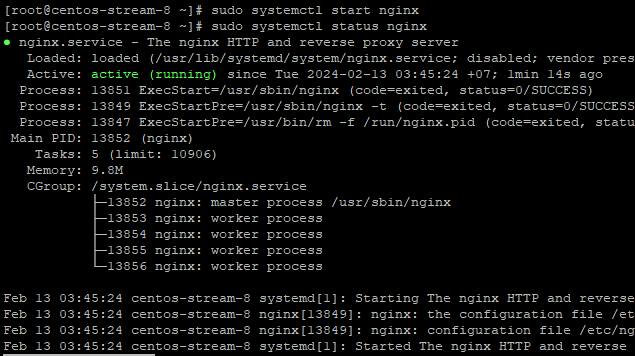 [root@centos-stream-8 ~]# sudo systemctl start nginx
[root@centos-stream-8 ~]# sudo systemctl status nginx
● nginx.service - The nginx HTTP and reverse proxy server
Loaded: loaded (/usr/lib/systemd/system/nginx.service; disabled; vendor pres
Active: active (running) since Tue 2024-02-13 03:45:24 +07; 1min 14s ago
Process: 13851 ExecStart=/usr/sbin/nginx (code=exited, status=0/SUCCESS)
Process: 13849 ExecStartPre=/usr/sbin/nginx -t (code=exited, status=0/SUCCESS
Process: 13847 ExecStartPre=/usr/bin/rm -f /run/nginx.pid (code=exited, statu
Main PID: 13852 (nginx)
Tasks: 5 (limit: 10906)
Memory: 9.8M
CGroup: /system.slice/nginx.service
├─13852 nginx: master process /usr/sbin/nginx
├─13853 nginx: worker process
├─13854 nginx: worker process
├─13855 nginx: worker process
└─13856 nginx: worker process
Feb 13 03:45:24 centos-stream-8 systemd[1]: Starting The nginx HTTP and reverse
Feb 13 03:45:24 centos-stream-8 nginx[13849]: nginx: the configuration file /et
Feb 13 03:45:24 centos-stream-8 nginx[13849]: nginx: configuration file /etc/ng
Feb 13 03:45:24 centos-stream-8 systemd[1]: Started The nginx HTTP and reverse